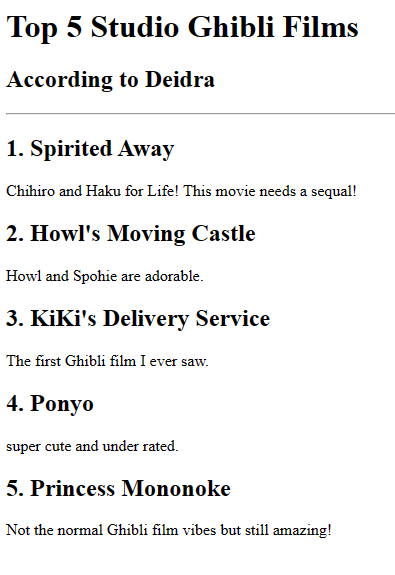 Top 5 Studio Ghibli Films
According to Deidra
1. Spirited Away
Chihiro and Haku for Life! This movie needs a sequal!
2. Howl's Moving Castle
Howl and Spohie are adorable.
3. KiKi's Delivery Service
The first Ghibli film I ever saw.
4. Ponyo
super cute and under rated.
5. Princess Mononoke
Not the normal Ghibli film vibes but still amazing!